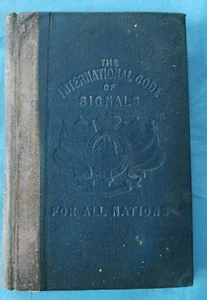 THE
INTERNATIONAL CODE
OF
SIGNALS
FOR ALL NATIONS